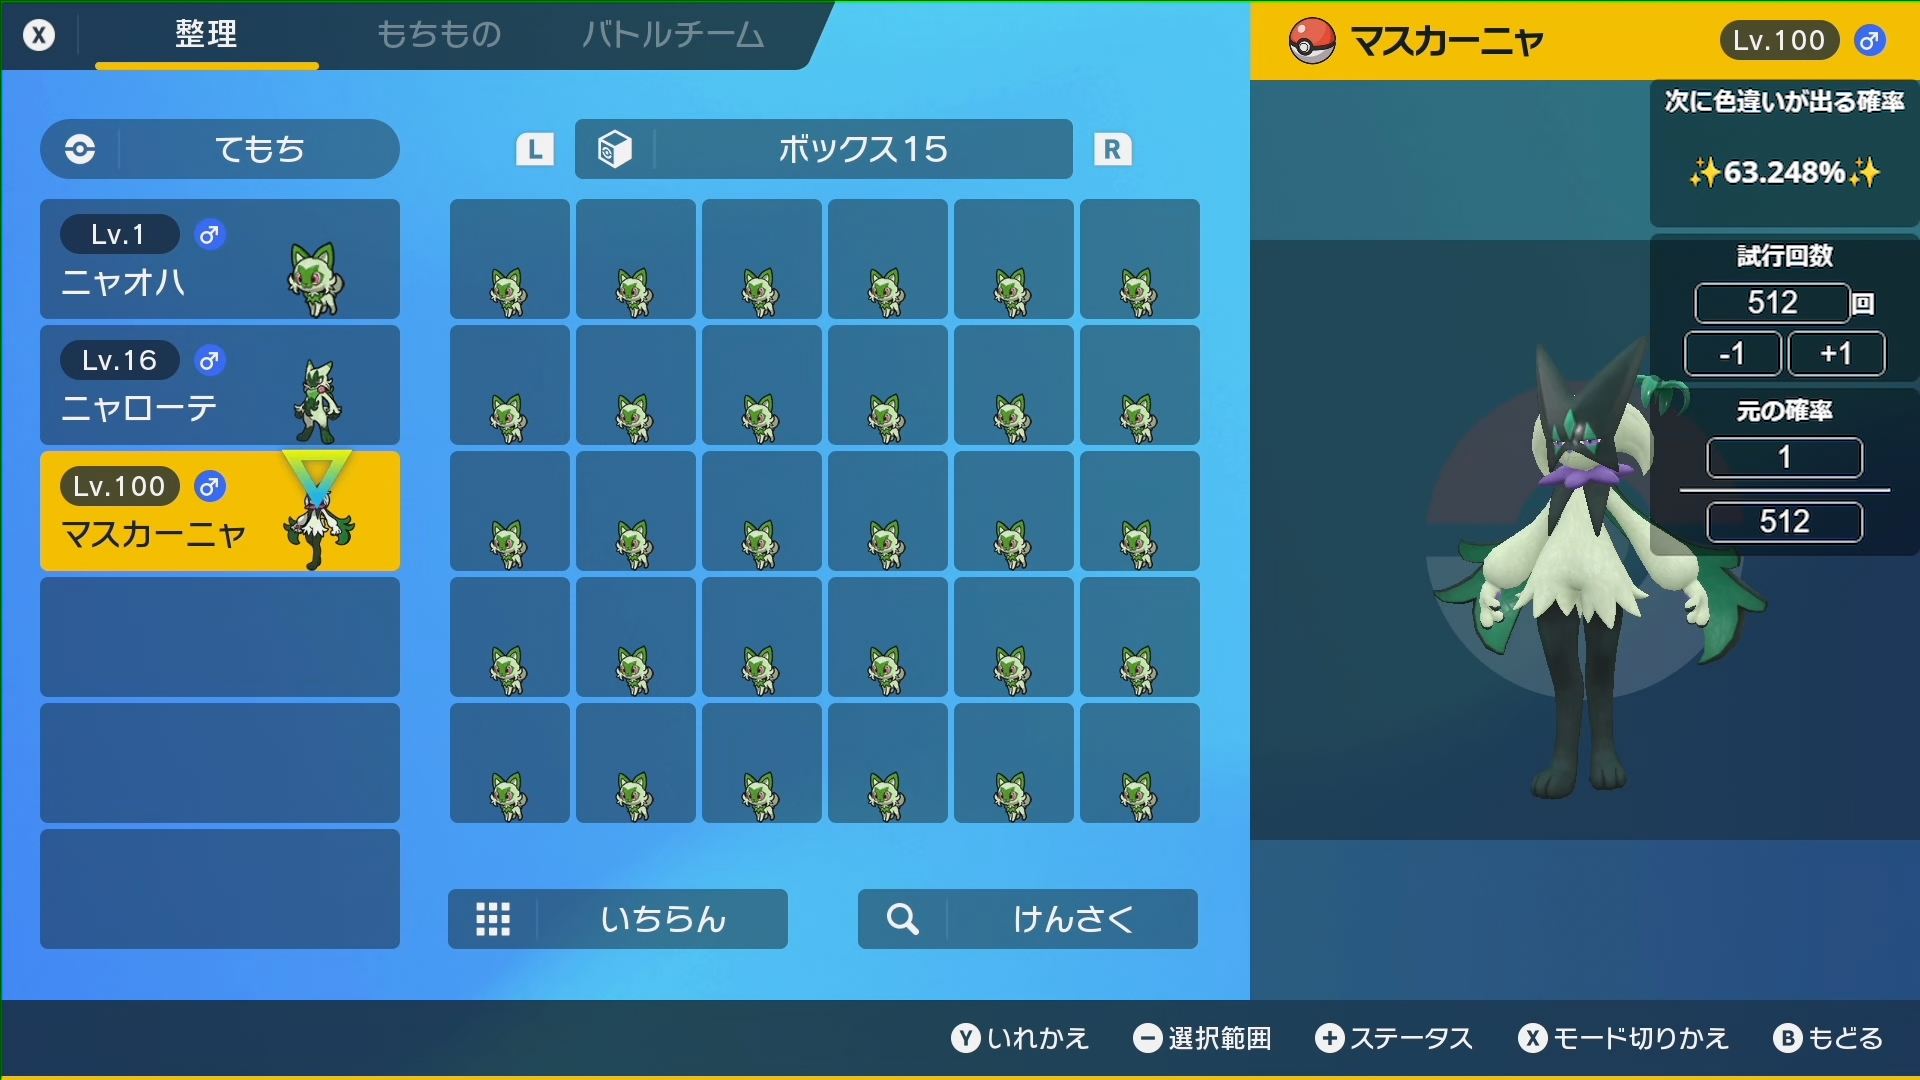 X 整理 もちもの バトルチーム
マスカーニャ Lv.100 ♂
てもち
L ボックス15 R
Lv.1 ♂
ニャオハ
Lv.16 ♂
ニャローテ
Lv.100 ♂
マスカーニャ
いちらん
けんさく
次に色違いが出る確率
✨63.248%✨
試行回数
512回
-1 +1
元の確率
1
512
Y いれかえ - 選択範囲 + ステータス X モード切りかえ B もどる